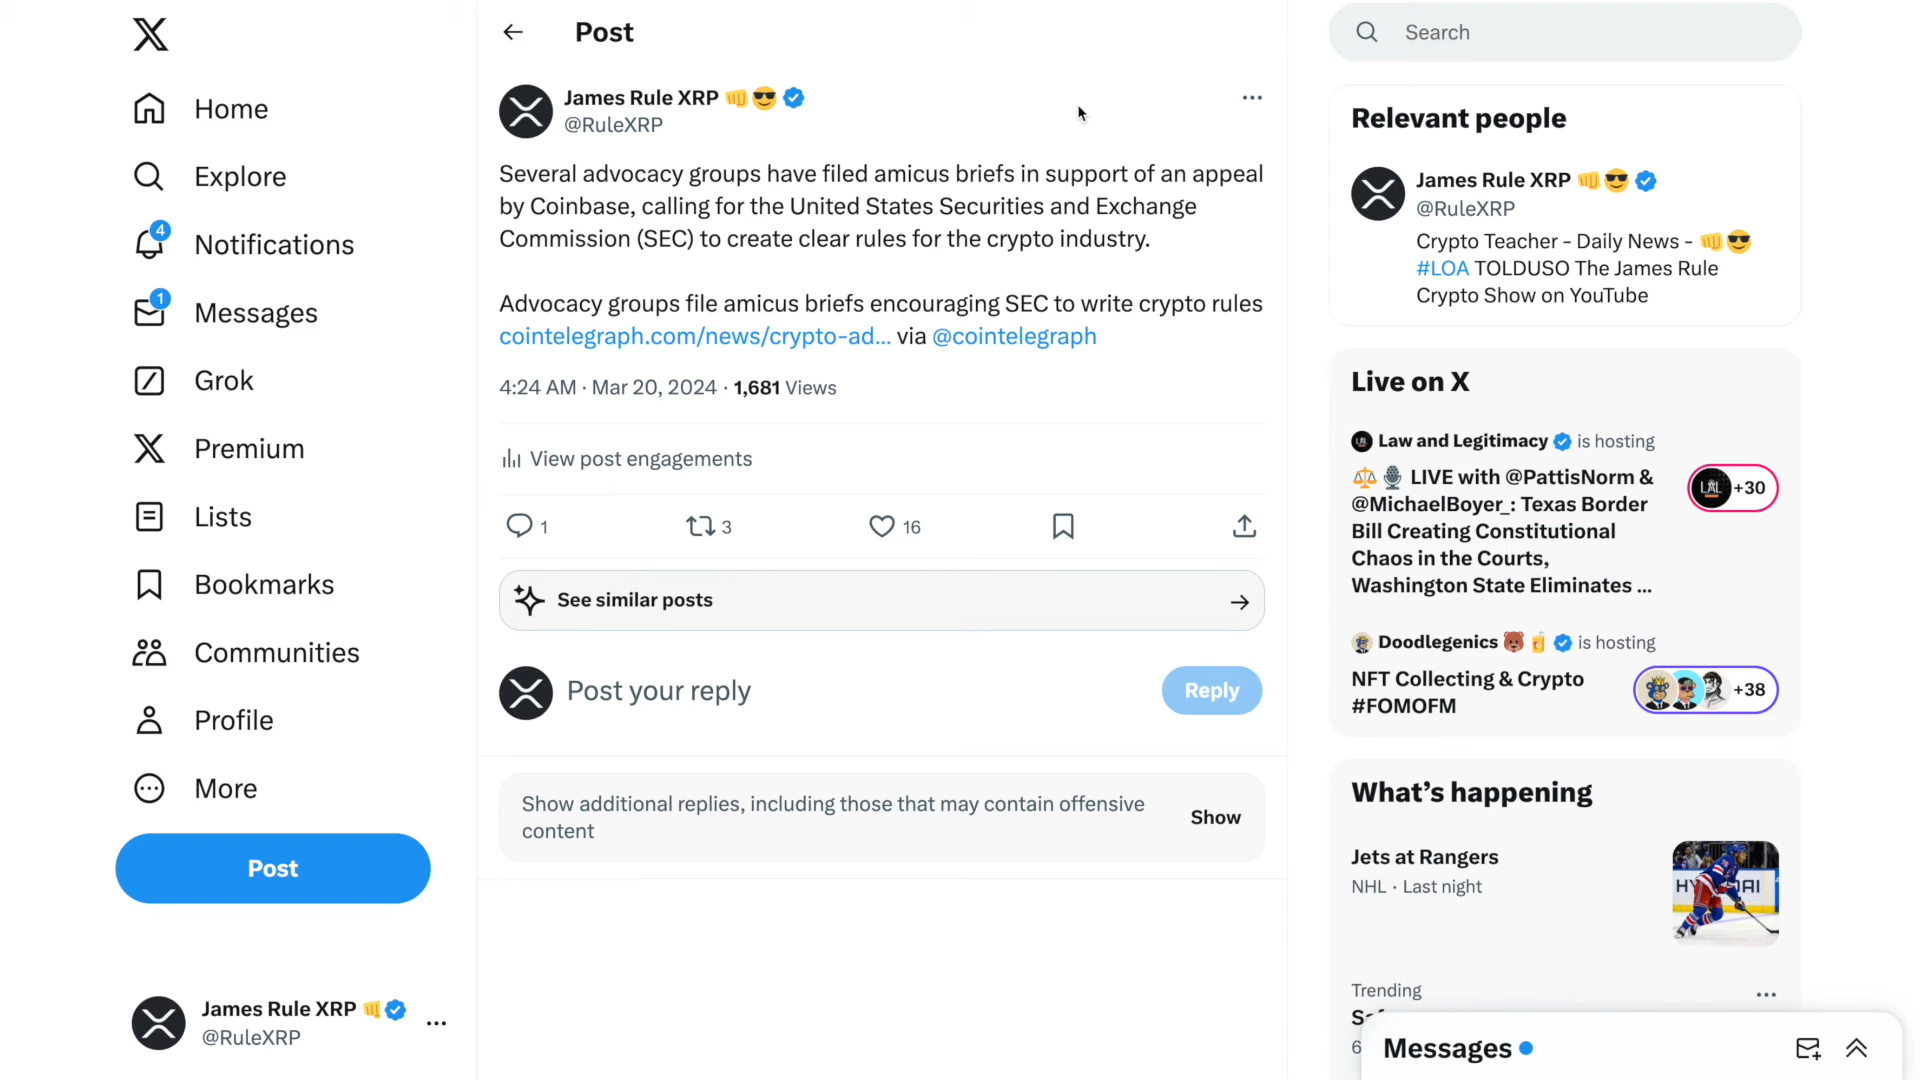 Home
Explore
4
Notifications
1
Messages
Grok
Premium
Lists
Bookmarks
Communities
Profile
More
Post
James Rule XRP
@RuleXRP
Post
James Rule XRP
@RuleXRP
Several advocacy groups have filed amicus briefs in support of an appeal
by Coinbase, calling for the United States Securities and Exchange
Commission (SEC) to create clear rules for the crypto industry.
Advocacy groups file amicus briefs encouraging SEC to write crypto rules
cointelegraph.com/news/crypto-ad... via @cointelegraph
4:24 AM · Mar 20, 2024 · 1,681 Views
View post engagements
1 3 16
See similar posts
Post your reply
Reply
Show additional replies, including those that may contain offensive
content
Show
Search
Relevant people
James Rule XRP
@RuleXRP
Crypto Teacher - Daily News -
#LOA TOLDUSO The James Rule
Crypto Show on YouTube
Live on X
Law and Legitimacy is hosting
LIVE with @PattisNorm &
@MichaelBoyer_: Texas Border
Bill Creating Constitutional
Chaos in the Courts,
Washington State Eliminates ...
LAL
+30
Doodlegenics is hosting
NFT Collecting & Crypto
#FOMOFM
+38
What's happening
Jets at Rangers
NHL · Last night
Trending
Messages